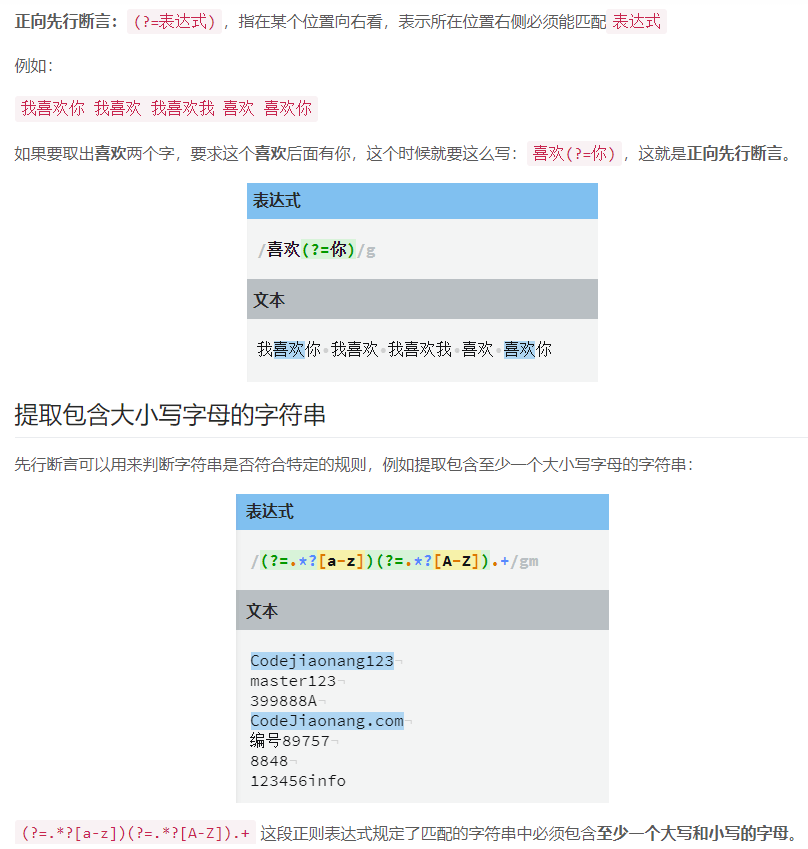 正向先行断言：(?=表达式)，指在某个位置向右看，表示所在位置右侧必须能匹配 表达式
例如：
我喜欢你 我喜欢 我喜欢我 喜欢 喜欢你
如果要取出喜欢两个字，要求这个喜欢后面有你，这个时候就要这么写：喜欢(?=你)，这就是正向先行断言。
表达式
/喜欢(?=你)/g
文本
我喜欢你·我喜欢·我喜欢我·喜欢·喜欢你
提取包含大小写字母的字符串
先行断言可以用来判断字符串是否符合特定的规则，例如提取包含至少一个大小写字母的字符串：
表达式
/(?=.*?[a-z])(?=.*?[A-Z]).+/gm
文本
Codejiaonang123¬
master123¬
399888A¬
CodeJiaonang.com¬
编号89757¬
8848¬
123456info
(?=.*?[a-z])(?=.*?[A-Z]).+ 这段正则表达式规定了匹配的字符串中必须包含至少一个大写和小写的字母。